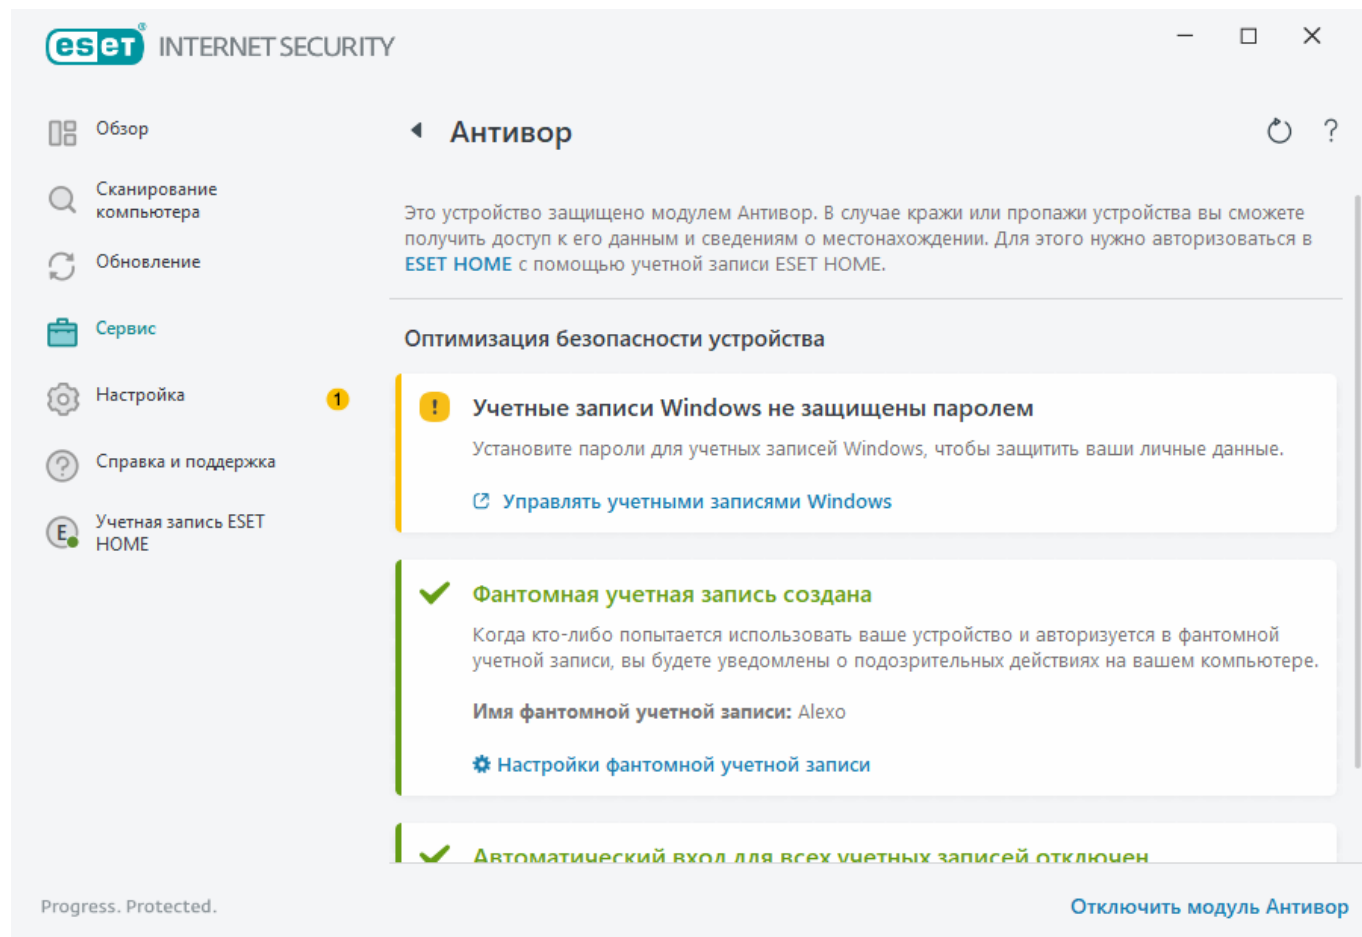 eset® INTERNET SECURITY
Обзор
Сканирование
компьютера
Обновление
Сервис
Настройка
1
Справка и поддержка
E
Учетная запись ESET
HOME
Антивор
?
Это устройство защищено модулем Антивор. В случае кражи или пропажи устройства вы сможете
получить доступ к его данным и сведениям о местонахождении. Для этого нужно авторизоваться в
ESET HOME с помощью учетной записи ESET HOME.
Оптимизация безопасности устройства
! Учетные записи Windows не защищены паролем
Установите пароли для учетных записей Windows, чтобы защитить ваши личные данные.
Управлять учетными записями Windows
Фантомная учетная запись создана
Когда кто-либо попытается использовать ваше устройство и авторизуется в фантомной
учетной записи, вы будете уведомлены о подозрительных действиях на вашем компьютере.
Имя фантомной учетной записи: Alexo
Настройки фантомной учетной записи
Автоматический вход для всех учетных записей отключен
Progress. Protected.
Отключить модуль Антивор